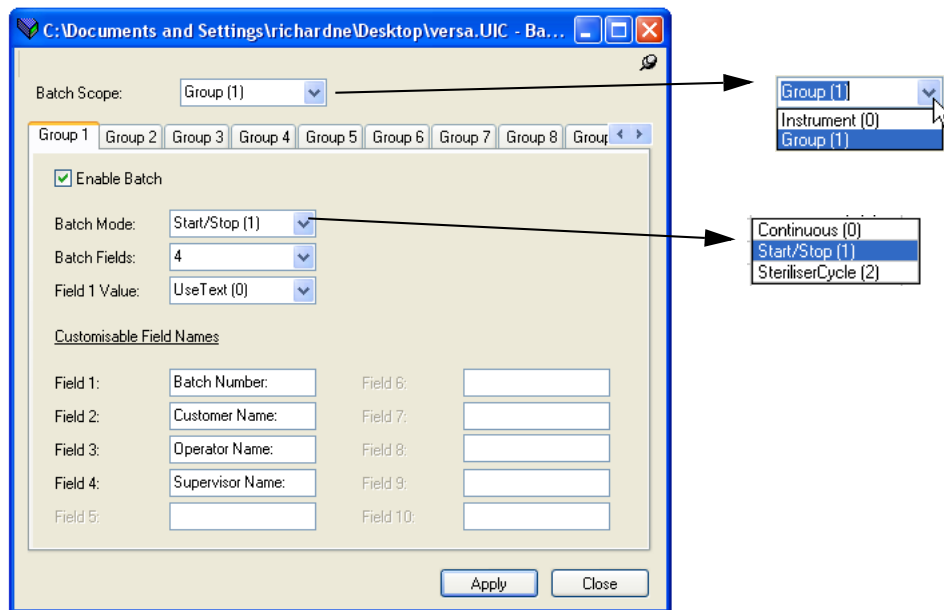 C:\Documents and Settings\richardne\Desktop\versa.UIC - Ba...
Batch Scope: Group (1)
Group (1)
Instrument (0)
Group (1)
Group 1 Group 2 Group 3 Group 4 Group 5 Group 6 Group 7 Group 8 Group
Enable Batch
Batch Mode: Start/Stop (1)
Continuous (0)
Start/Stop (1)
SteriliserCycle (2)
Batch Fields: 4
Field 1 Value: UseText (0)
Customisable Field Names
Field 1: Batch Number: Field 6:
Field 2: Customer Name: Field 7:
Field 3: Operator Name: Field 8:
Field 4: Supervisor Name: Field 9:
Field 5: Field 10:
Apply Close